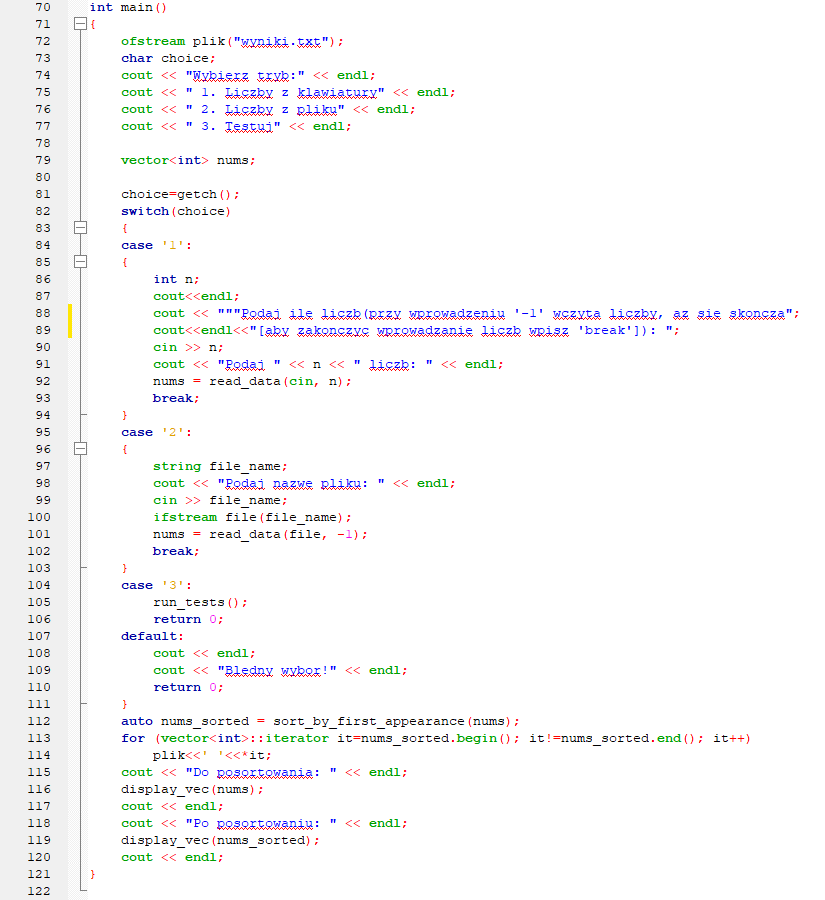 70 int main()
71 {
72     ofstream plik("wyniki.txt");
73     char choice;
74     cout << "Wybierz tryb:" << endl;
75     cout << " 1. Liczby z klawiatury" << endl;
76     cout << " 2. Liczby z pliku" << endl;
77     cout << " 3. Testuj" << endl;
78
79     vector<int> nums;
80
81     choice=getch();
82     switch(choice)
83     {
84     case '1':
85     {
86         int n;
87         cout<<endl;
88         cout << """Podaj ile liczb(przy wprowadzeniu '-1' wczyta liczby, az sie skoncza";
89         cout<<endl<<"[aby zakonczyc wprowadzanie liczb wpisz 'break']): ";
90         cin >> n;
91         cout << "Podaj " << n << " liczb: " << endl;
92         nums = read_data(cin, n);
93         break;
94     }
95     case '2':
96     {
97         string file_name;
98         cout << "Podaj nazwe pliku: " << endl;
99         cin >> file_name;
100         ifstream file(file_name);
101         nums = read_data(file, -1);
102         break;
103     }
104     case '3':
105         run_tests();
106         return 0;
107     default:
108         cout << endl;
109         cout << "Bledny wybor!" << endl;
110         return 0;
111     }
112     auto nums_sorted = sort_by_first_appearance(nums);
113     for (vector<int>::iterator it=nums_sorted.begin(); it!=nums_sorted.end(); it++)
114         plik<<' '<<*it;
115     cout << "Do posortowania: " << endl;
116     display_vec(nums);
117     cout << endl;
118     cout << "Po posortowaniu: " << endl;
119     display_vec(nums_sorted);
120     cout << endl;
121 }
122